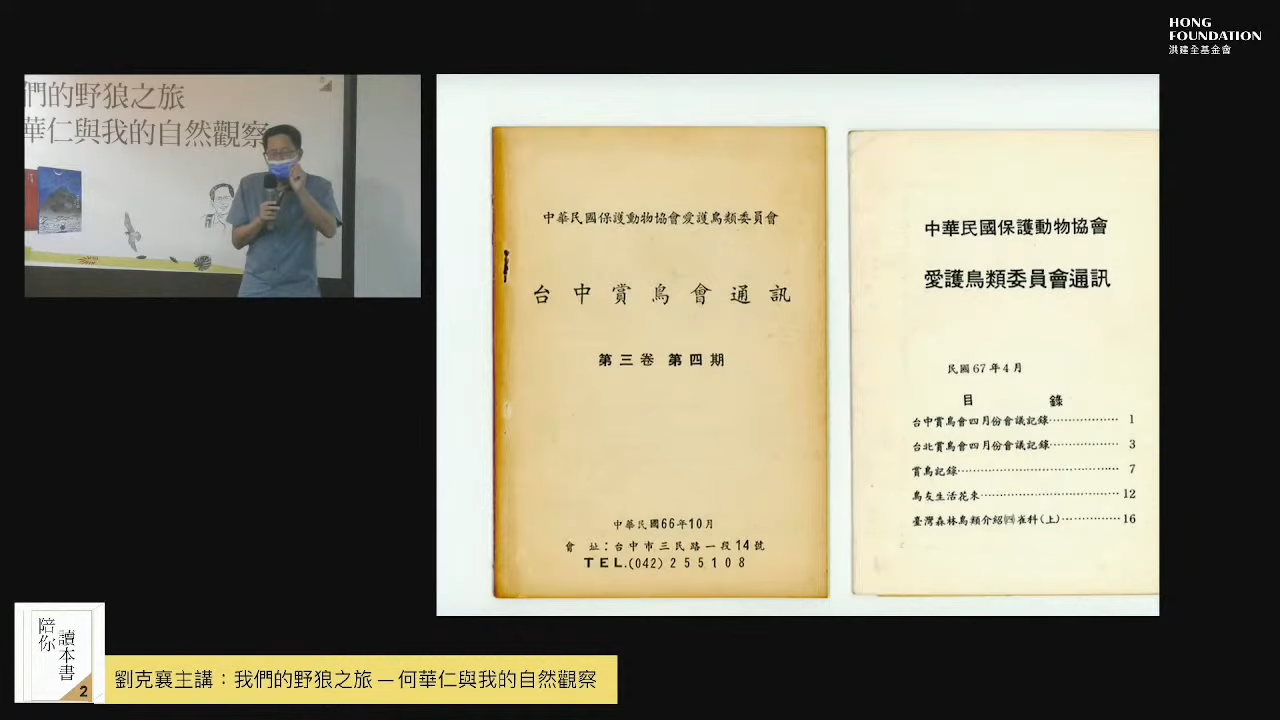 HONG
FOUNDATION
洪建全基金會
們的野狼之旅
華仁與我的自然觀察
中華民國保護動物協會愛護鳥類委員會
台中賞鳥會通訊
第三卷 第四期
中華民國66年10月
會 址：台中市三民路一段14號
TEL.(042) 255108
中華民國保護動物協會
愛護鳥類委員會通訊
民國67年4月
目 錄
台中賞鳥會四月份會議記錄 1
台北賞鳥會四月份會議記錄 3
賞鳥記錄 7
鳥友生活花束 12
臺灣森林鳥類介紹㈣雀科(上) 16
陪你
讀本書
2
劉克襄主講：我們的野狼之旅 — 何華仁與我的自然觀察